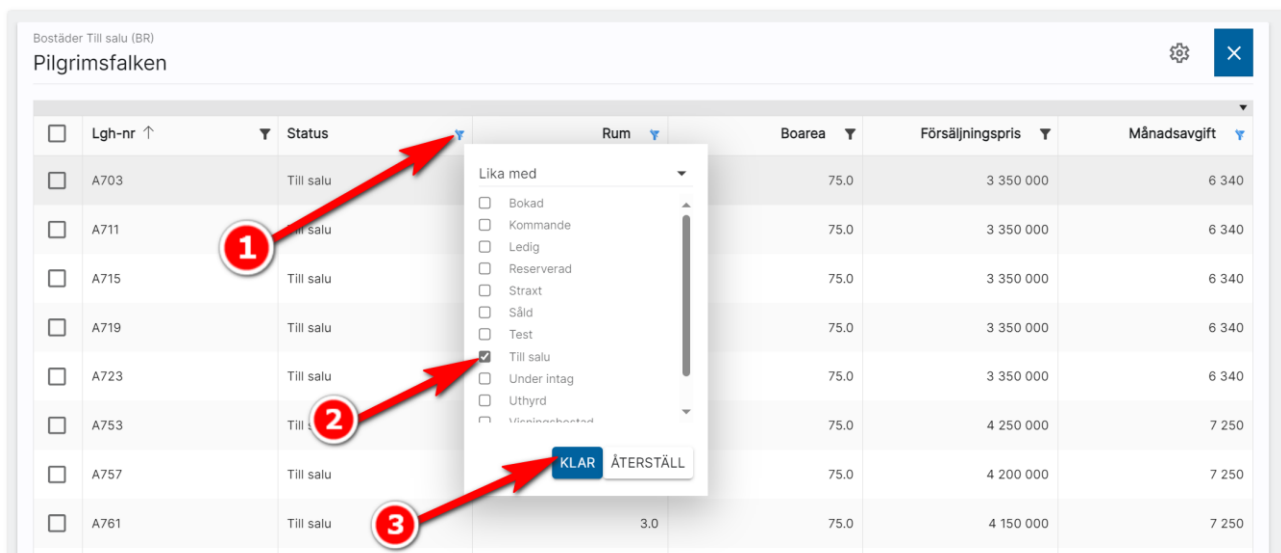 Bostäder Till salu (BR)
Pilgrimsfalken
Lgh-nr ↑ Status Rum Boarea Försäljningspris Månadsavgift
A703 Till salu 75.0 3 350 000 6 340
A711 Till salu 75.0 3 350 000 6 340
A715 Till salu 75.0 3 350 000 6 340
A719 Till salu 75.0 3 350 000 6 340
A723 Till salu 75.0 3 350 000 6 340
A753 Till 75.0 4 250 000 7 250
A757 Till salu 75.0 4 200 000 7 250
A761 Till salu 3.0 75.0 4 150 000 7 250
Lika med
Bokad
Kommande
Ledig
Reserverad
Straxt
Såld
Test
Till salu
Under intag
Uthyrd
Visningsbostad
KLAR ÅTERSTÄLL
1
2
3